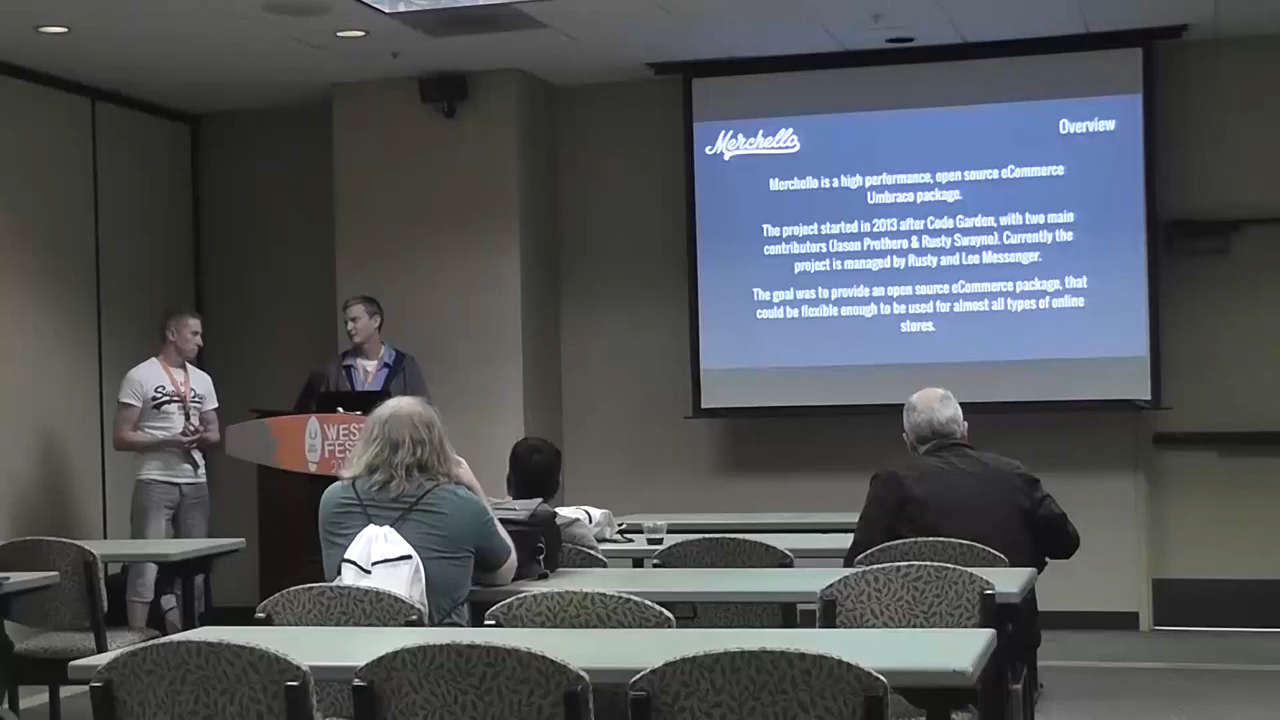 Merchello
Overview
Merchello is a high performance, open source eCommerce
Umbraco package.
The project started in 2013 after Code Garden, with two main
contributors (Jason Prothero & Rusty Swayne). Currently the
project is managed by Rusty and Lee Messenger.
The goal was to provide an open source eCommerce package, that
could be flexible enough to be used for almost all types of online
stores.
U
WEST
FES